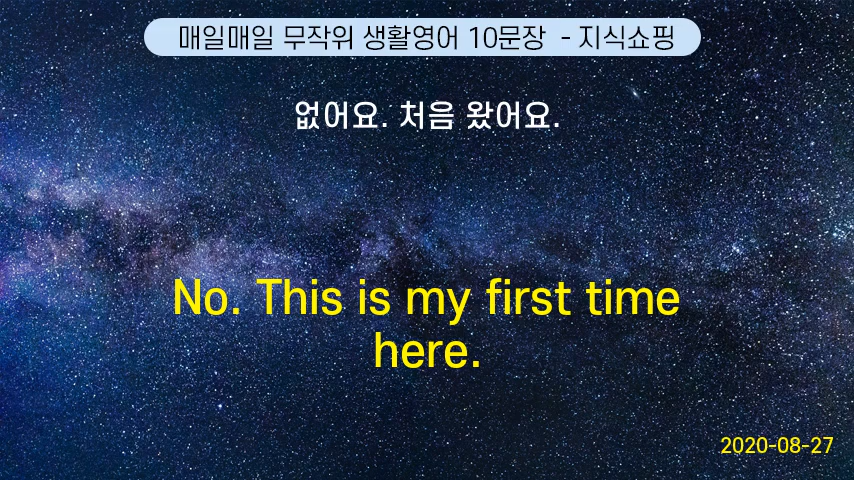 매일매일 무작위 생활영어 10문장 - 지식쇼핑
없어요. 처음 왔어요.
No. This is my first time
here.
2020-08-27